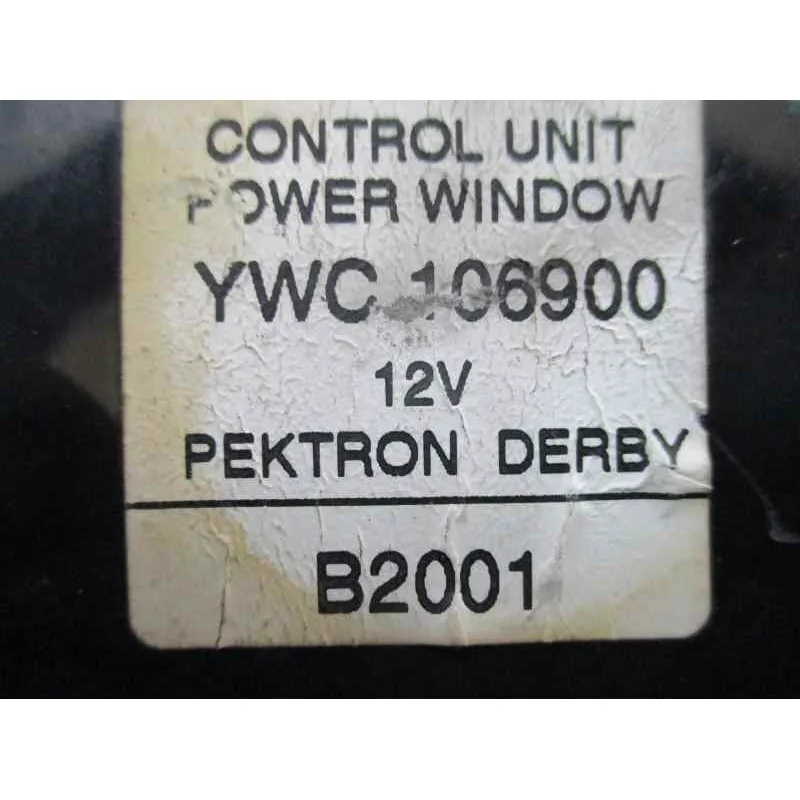 CONTROL UNIT
POWER WINDOW
YWC 106900
12V
PEKTRON DERBY
B2001